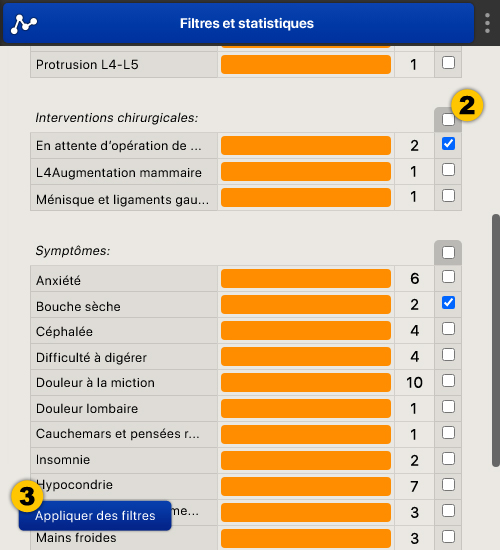 Filtres et statistiques
Protrusion L4-L5 1
Interventions chirurgicales:
2
En attente d'opération de ... 2
L4Augmentation mammaire 1
Ménisque et ligaments gau... 1
Symptômes:
Anxiété 6
Bouche sèche 2
Céphalée 4
Difficulté à digérer 4
Douleur à la miction 10
Douleur lombaire 1
Cauchemars et pensées r... 1
Insomnie 2
Hypocondrie 7
3
Appliquer des filtres
me... 3
Mains froides 3